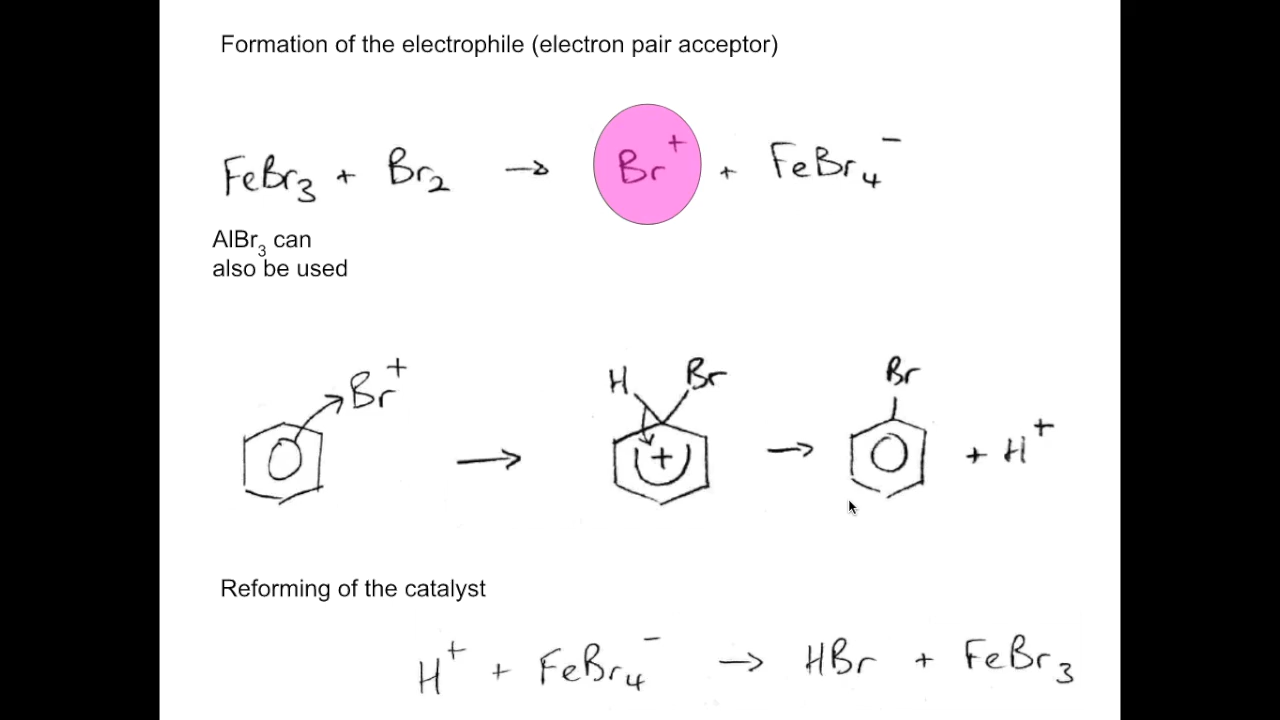 Formation of the electrophile (electron pair acceptor)
FeBr₃ + Br₂ → Br⁺ + FeBr₄⁻
AlBr₃ can
also be used
Br⁺
H Br
+
Br
+ H⁺
Reforming of the catalyst
H⁺ + FeBr₄⁻ → HBr + FeBr₃